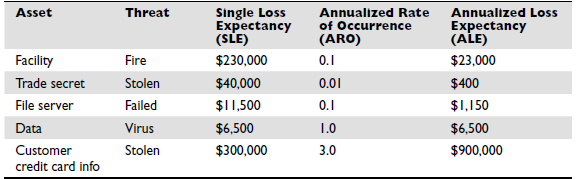 Asset Threat Single Loss Expectancy (SLE) Annualized Rate of Occurrence (ARO) Annualized Loss Expectancy (ALE)
Facility Fire $230,000 0.1 $23,000
Trade secret Stolen $40,000 0.01 $400
File server Failed $11,500 0.1 $1,150
Data Virus $6,500 1.0 $6,500
Customer credit card info Stolen $300,000 3.0 $900,000